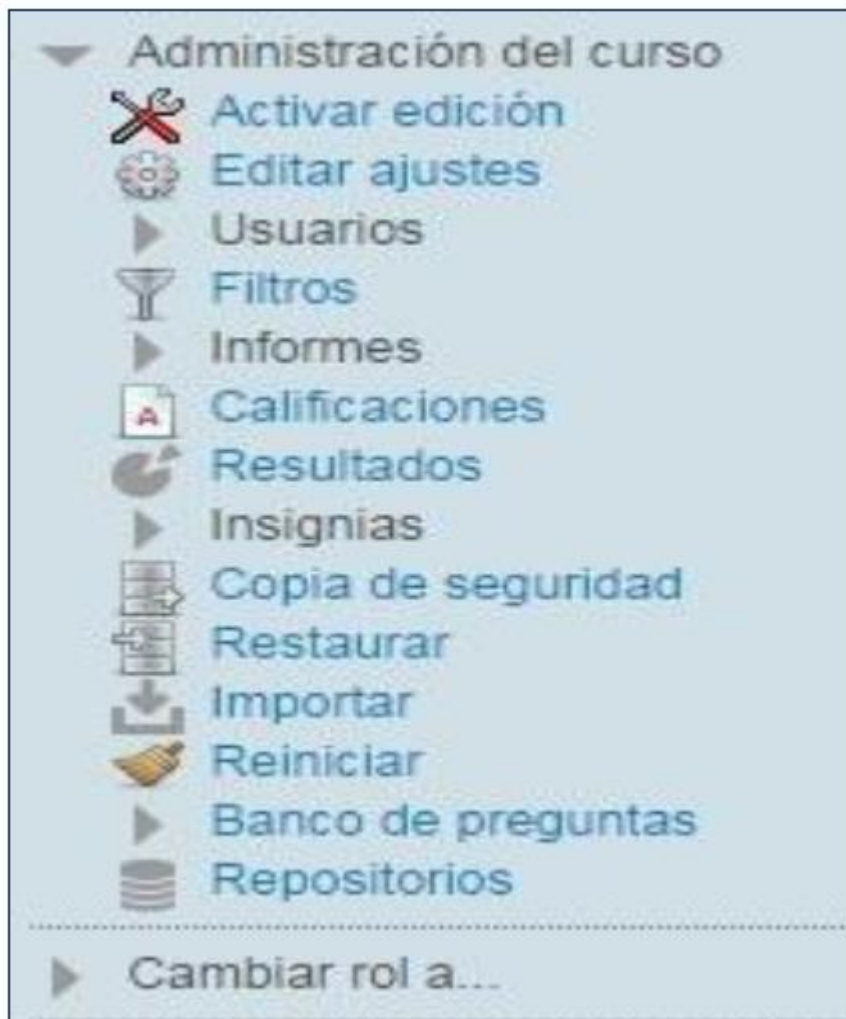 Administración del curso
Activar edición
Editar ajustes
Usuarios
Filtros
Informes
A Calificaciones
Resultados
Insignias
Copia de seguridad
Restaurar
Importar
Reiniciar
Banco de preguntas
Repositorios
Cambiar rol a...